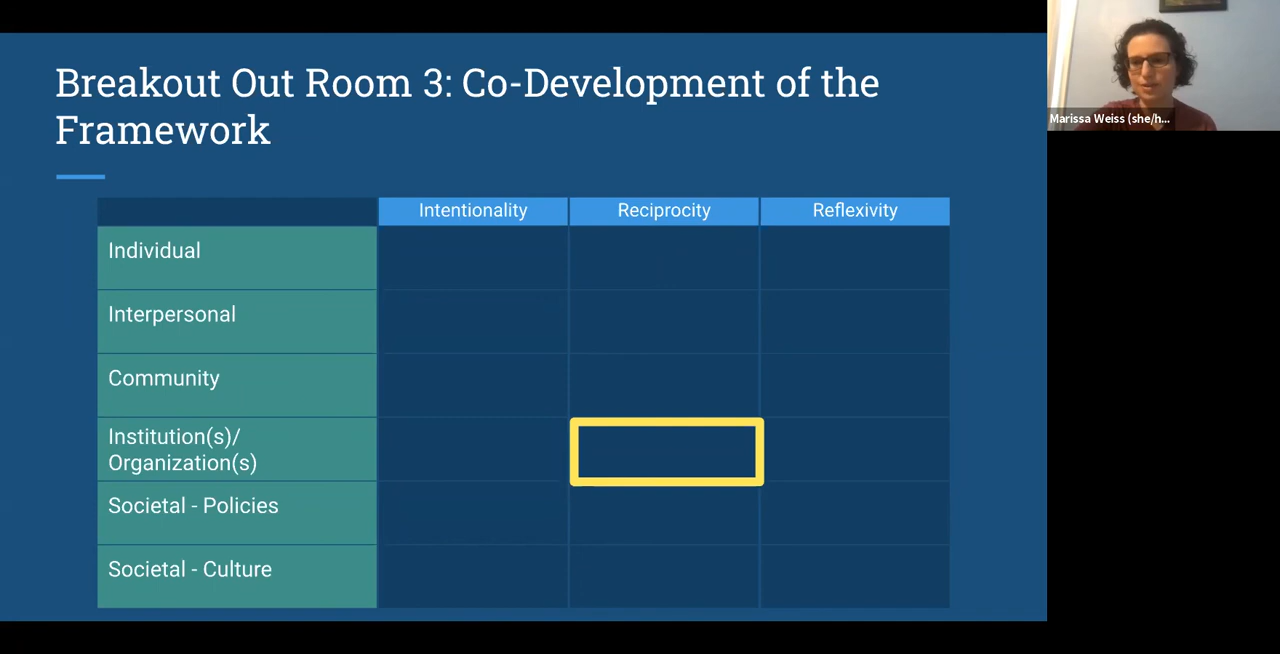 Breakout Out Room 3: Co-Development of the
Framework
Marissa Weiss (she/h...
Intentionality Reciprocity Reflexivity
Individual
Interpersonal
Community
Institution(s)/
Organization(s)
Societal - Policies
Societal - Culture